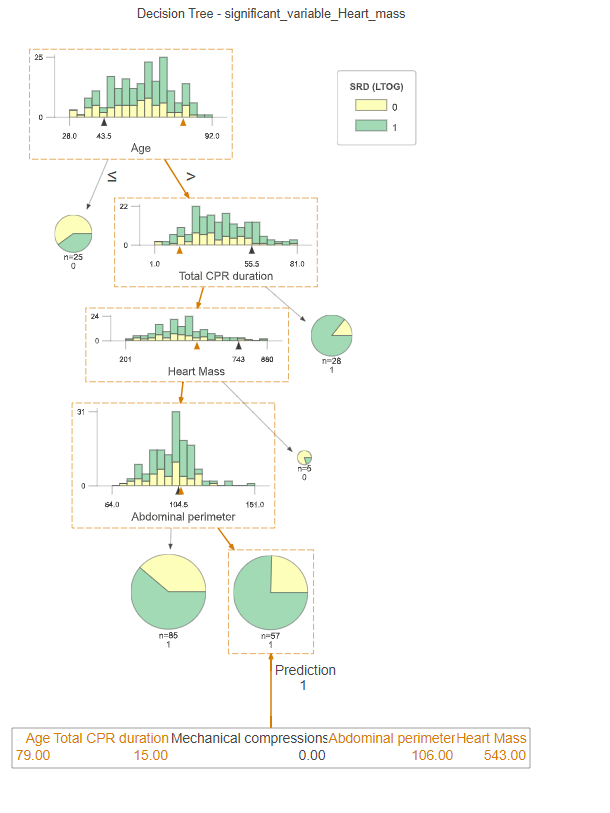 Decision Tree - significant_variable_Heart_mass
SRD (LTOG)
0
1
25
0
28.0 43.5 92.0
Age
≤ >
n=25
0
22
0
1.0 55.5 81.0
Total CPR duration
24
0
201 743 860
Heart Mass
n=28
1
31
0
64.0 104.5 151.0
Abdominal perimeter
0
n=85
1
n=57
1
Prediction
1
Age Total CPR duration Mechanical compressions Abdominal perimeter Heart Mass
79.00 15.00 0.00 106.00 543.00